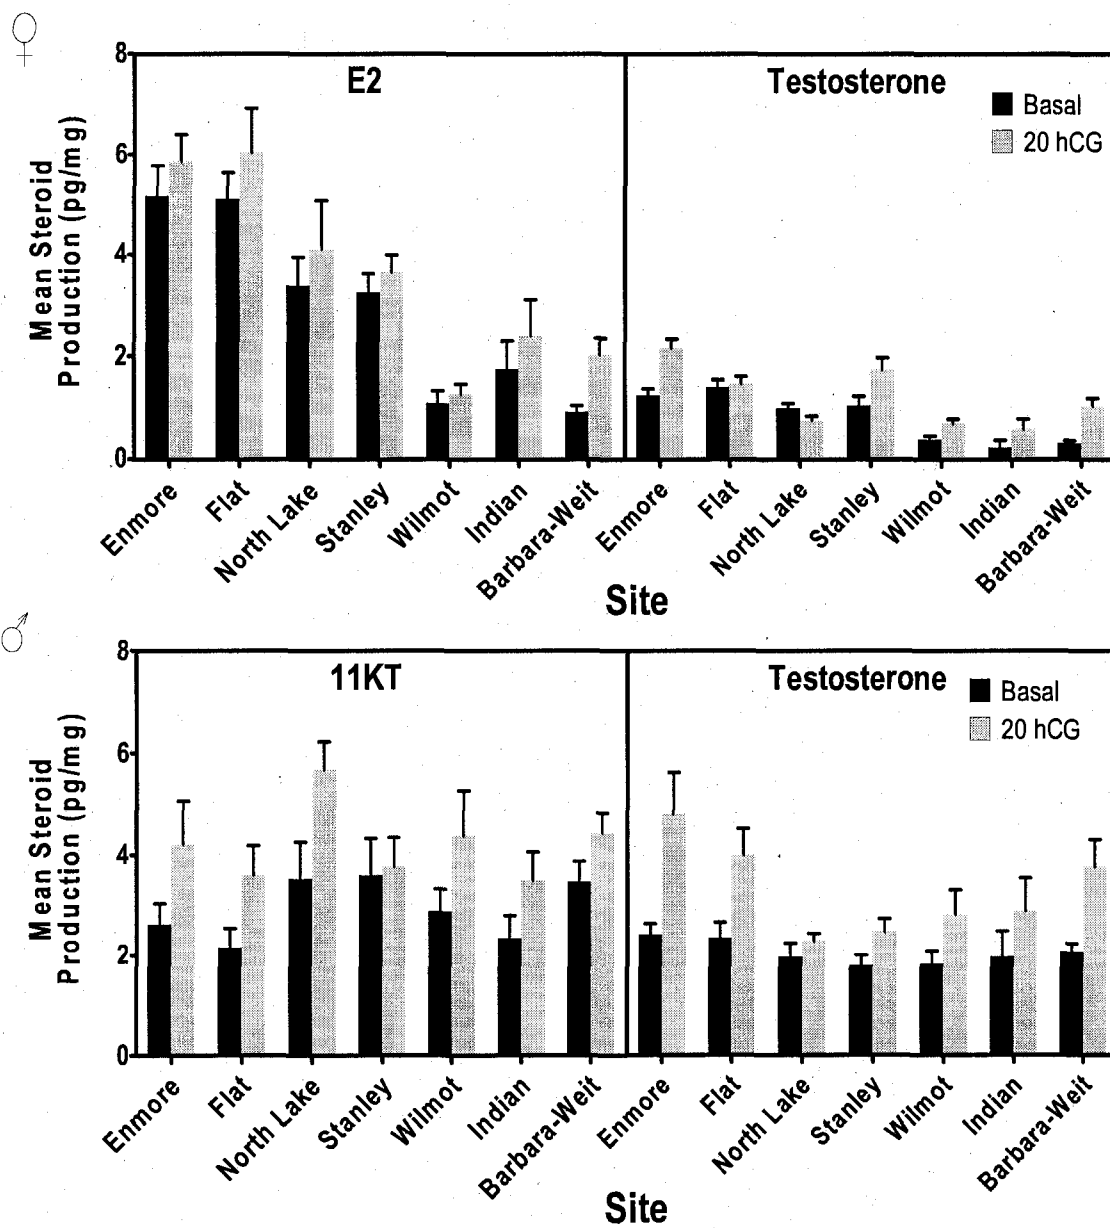 ♀
8
E2
Testosterone
Basal
20 hCG
6
4
2
0
Mean Steroid
Production (pg/mg)
Enmore
Flat
North Lake
Stanley
Wilmot
Indian
Barbara-Weit
Enmore
Flat
North Lake
Stanley
Wilmot
Indian
Barbara-Weit
Site
♂
8
11KT
Testosterone
Basal
20 hCG
6
4
2
0
Mean Steroid
Production (pg/mg)
Enmore
Flat
North Lake
Stanley
Wilmot
Indian
Barbara-Weit
Enmore
Flat
North Lake
Stanley
Wilmot
Indian
Barbara-Weit
Site